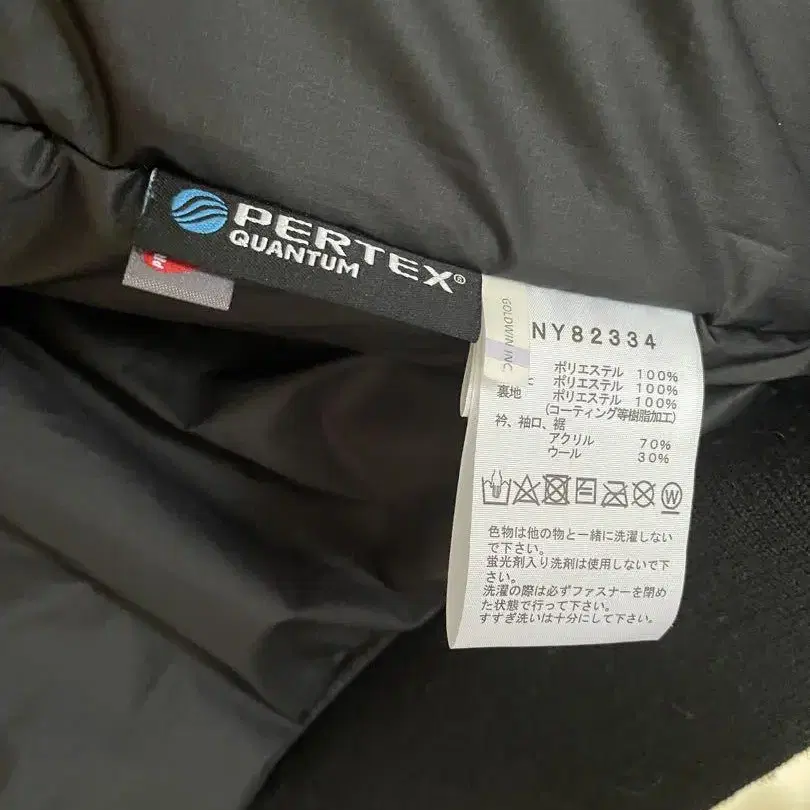 PERTEX®
QUANTUM
GOLDWIN INC
NY82334
ポリエステル 100%
ポリエステル 100%
裏地 ポリエステル 100%
(コーティング等樹脂加工)
衿、袖口、裾
アクリル 70%
ウール 30%
W
色物は他の物と一緒に洗濯しない
で下さい。
蛍光剤入り洗剤は使用しないで下
さい。
洗濯の際は必ずファスナーを閉め
た状態で行って下さい。
すすぎ洗いは十分にして下さい。